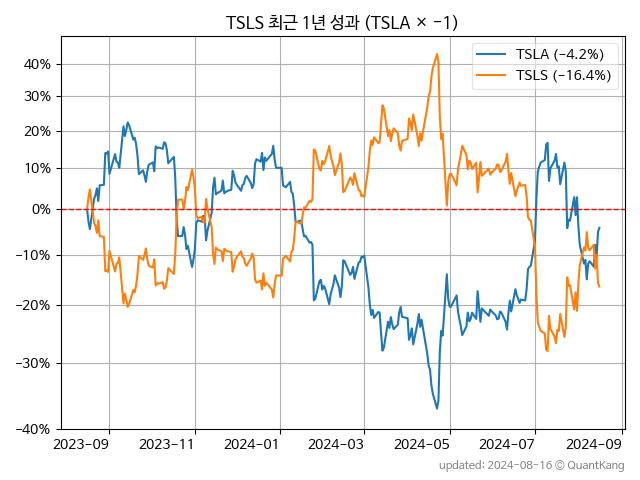 TSLS 최근 1년 성과 (TSLA × −1)
TSLA (−4.2%)
TSLS (−16.4%)
40%
30%
20%
10%
0%
−10%
−20%
−30%
−40%
2023-09 2023-11 2024-01 2024-03 2024-05 2024-07 2024-09
updated: 2024-08-16 © QuantKang